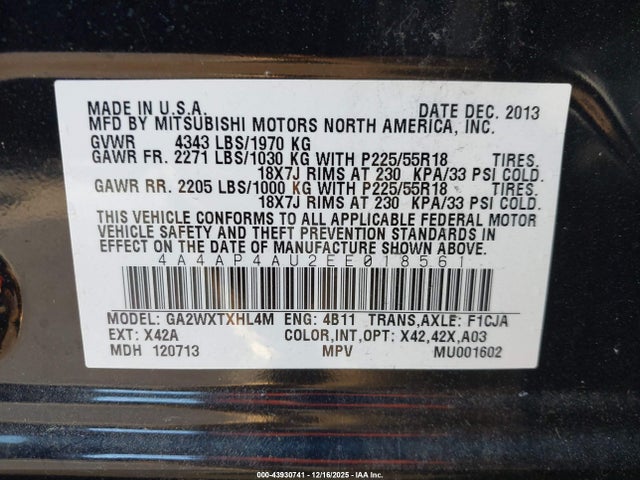 MADE IN U.S.A. DATE DEC. 2013
MFD BY MITSUBISHI MOTORS NORTH AMERICA, INC.
GVWR 4343 LBS/1970 KG
GAWR FR. 2271 LBS/1030 KG WITH P225/55R18 TIRES.
18X7J RIMS AT 230 KPA/33 PSI COLD.
GAWR RR. 2205 LBS/1000 KG WITH P225/55R18 TIRES.
18X7J RIMS AT 230 KPA/33 PSI COLD.
THIS VEHICLE CONFORMS TO ALL APPLICABLE FEDERAL MOTOR
VEHICLE SAFETY AND THEFT PREVENTION STANDARDS IN
EFFECT ON THE DATE OF MANUFACTURE SHOWN ABOVE.
4A4AP4AU2EE018561
MODEL: GA2WXTXHL4M ENG: 4B11 TRANS,AXLE: F1CJA
EXT: X42A COLOR,INT,OPT: X42,42X,A03
MDH 120713 MPV MU001602
000-43930741 - 12/16/2025 - IAA Inc.